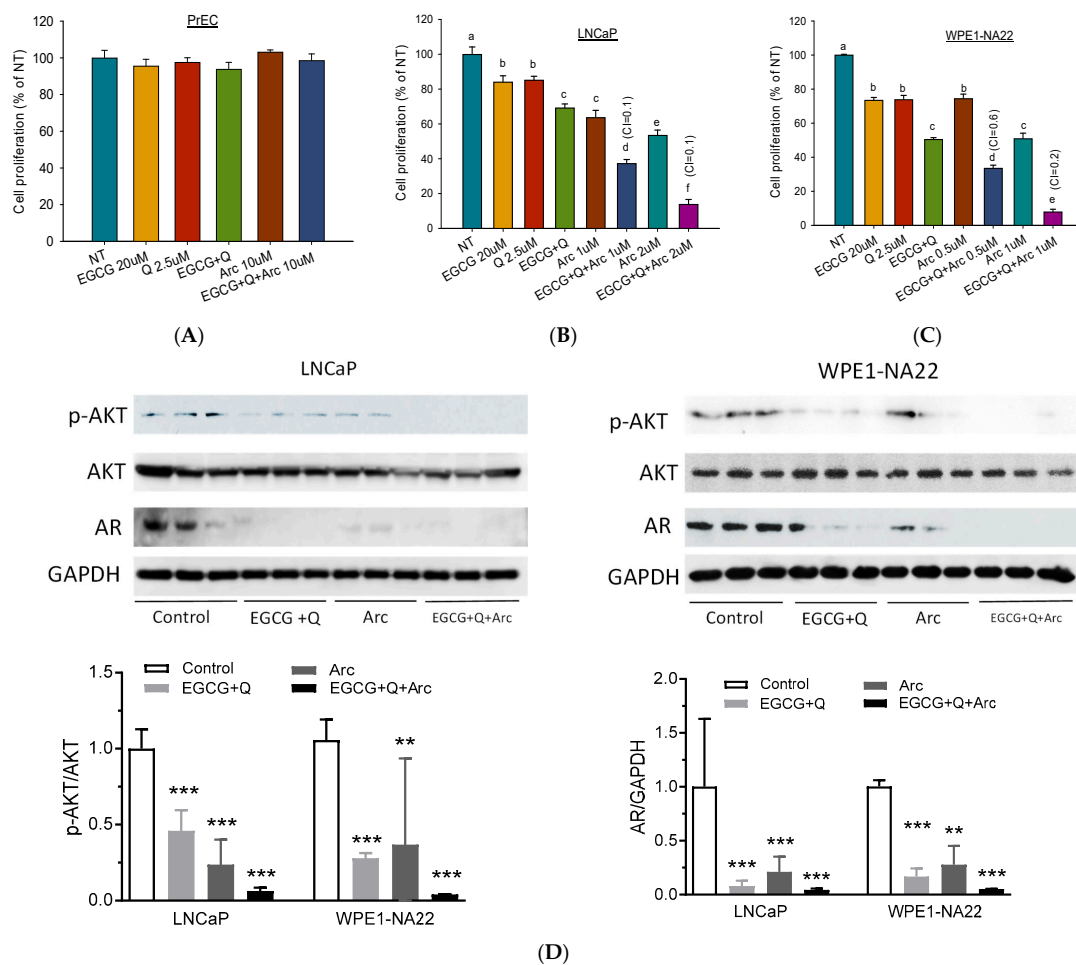 PrEC
Cell proliferation (% of NT)
120
100
80
60
40
20
0
NT
EGCG 20uM
Q 2.5uM
EGCG+Q
Arc 10uM
EGCG+Q+Arc 10uM
(A)
LNCaP
Cell proliferation (% of NT)
120
100
80
60
40
20
0
a
b
b
c
c
d (CI=0.1)
e
f (CI=0.1)
NT
EGCG 20uM
Q 2.5uM
EGCG+Q
Arc 1uM
EGCG+Q+Arc 1uM
Arc 2uM
EGCG+Q+Arc 2uM
(B)
WPE1-NA22
Cell proliferation (% of NT)
120
100
80
60
40
20
0
a
b
b
c
b
d (CI=0.6)
c
e (CI=0.2)
NT
EGCG 20uM
Q 2.5uM
EGCG+Q
Arc 0.5uM
EGCG+Q+Arc 0.5uM
Arc 1uM
EGCG+Q+Arc 1uM
(C)
LNCaP
p-AKT
AKT
AR
GAPDH
Control EGCG +Q Arc EGCG+Q+Arc
WPE1-NA22
p-AKT
AKT
AR
GAPDH
Control EGCG+Q Arc EGCG+Q+Arc
Control Arc
EGCG+Q EGCG+Q+Arc
p-AKT/AKT
1.5
1.0
0.5
0.0
*** *** ***
*** ** ***
LNCaP WPE1-NA22
Control Arc
EGCG+Q EGCG+Q+Arc
AR/GAPDH
2.0
1.5
1.0
0.5
0.0
*** *** ***
*** ** ***
LNCaP WPE1-NA22
(D)